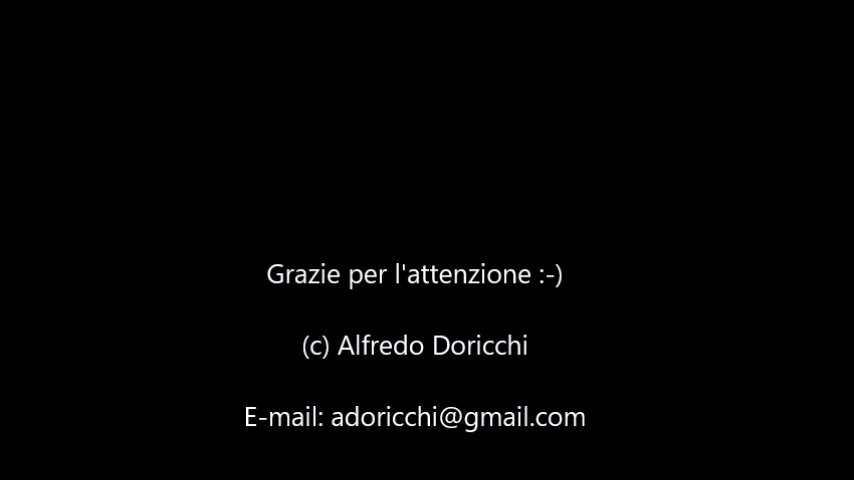 Grazie per l'attenzione :-)
(c) Alfredo Doricchi
E-mail: adoricchi@gmail.com